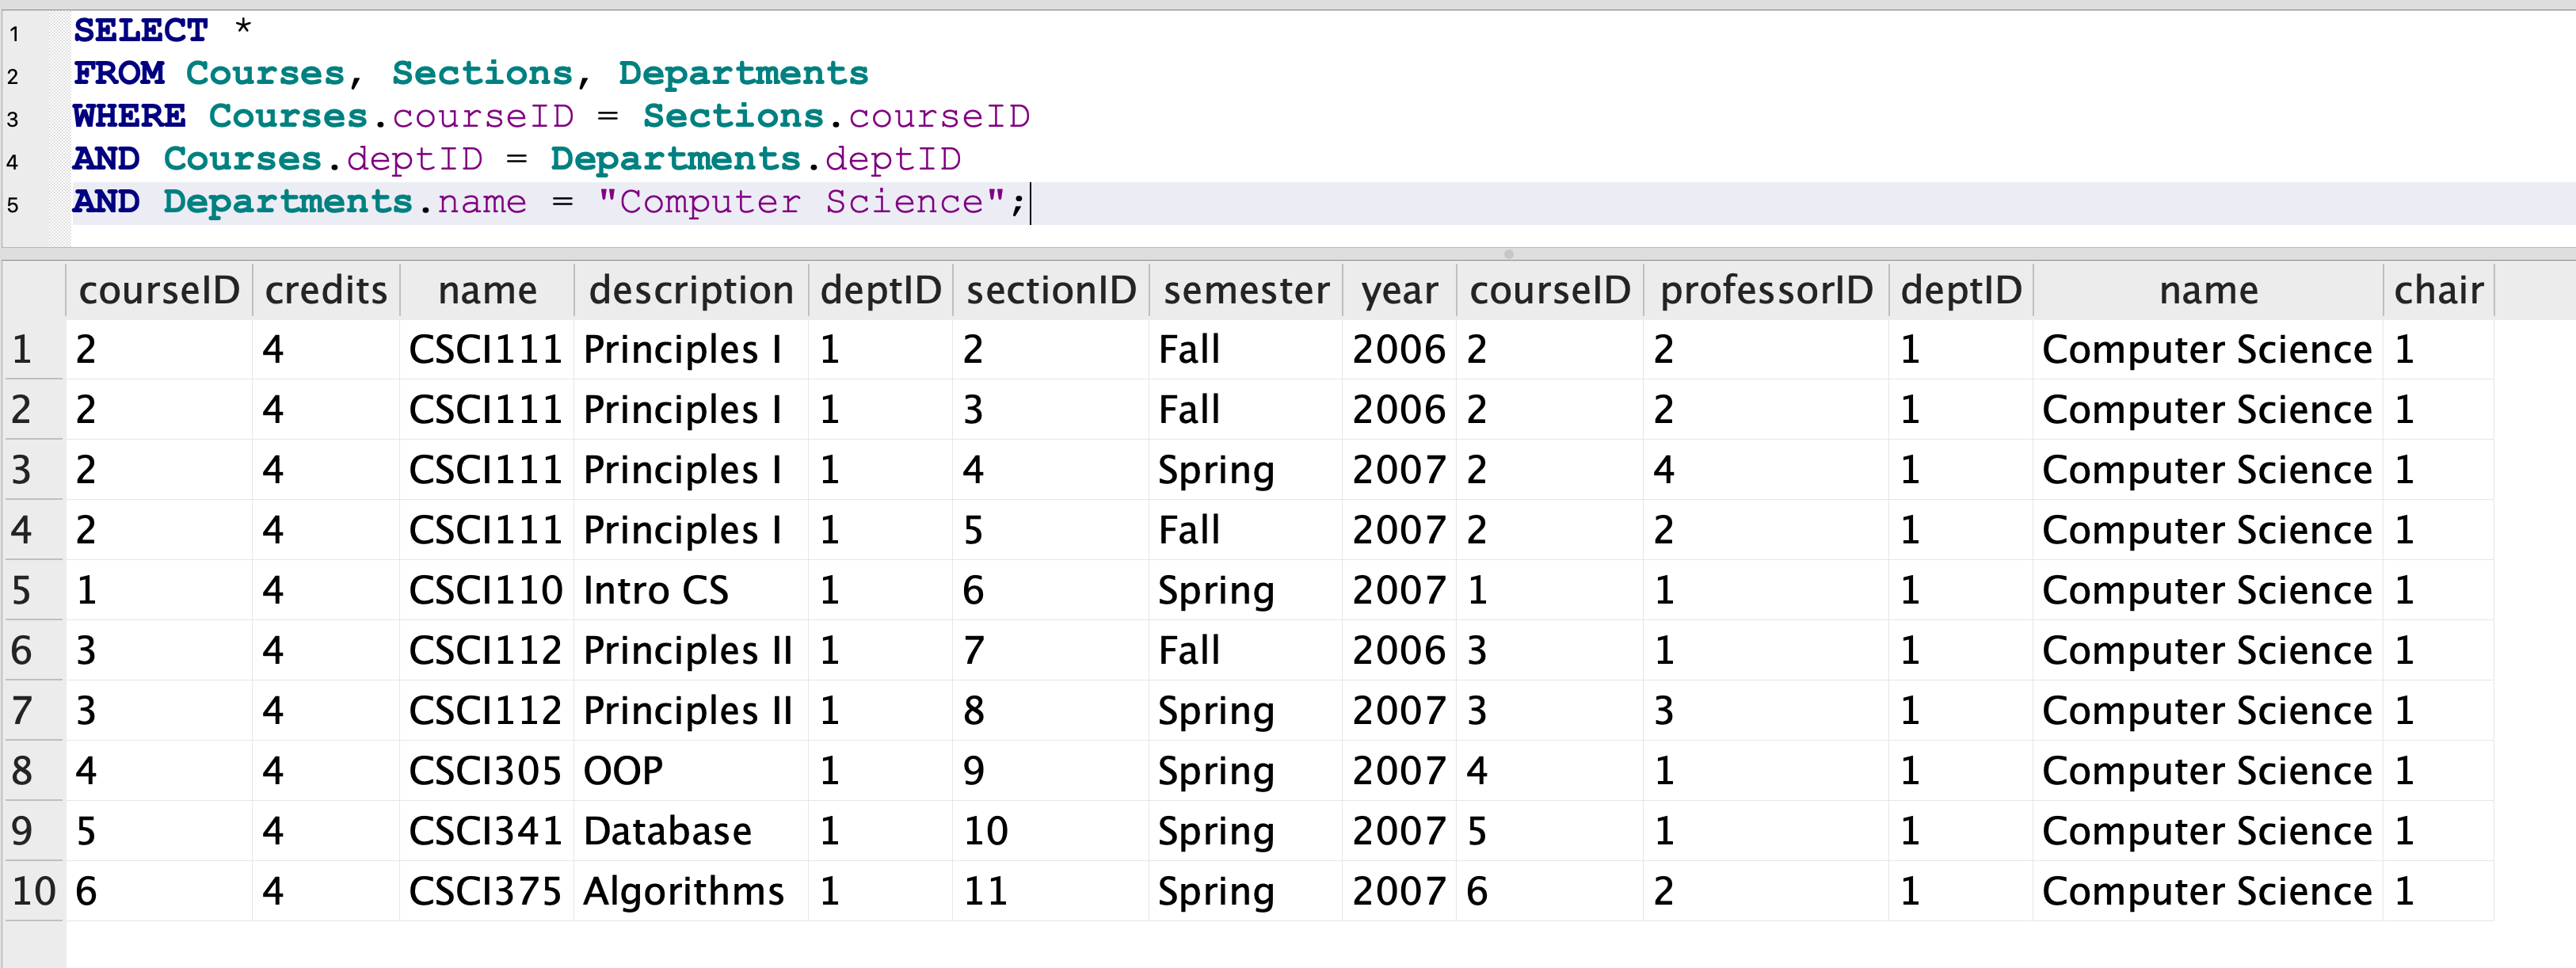 1 SELECT *
2 FROM Courses, Sections, Departments
3 WHERE Courses.courseID = Sections.courseID
4 AND Courses.deptID = Departments.deptID
5 AND Departments.name = "Computer Science";
courseID credits name description deptID sectionID semester year courseID professorID deptID name chair
1 2 4 CSCI111 Principles I 1 2 Fall 2006 2 2 1 Computer Science 1
2 2 4 CSCI111 Principles I 1 3 Fall 2006 2 2 1 Computer Science 1
3 2 4 CSCI111 Principles I 1 4 Spring 2007 2 4 1 Computer Science 1
4 2 4 CSCI111 Principles I 1 5 Fall 2007 2 2 1 Computer Science 1
5 1 4 CSCI110 Intro CS 1 6 Spring 2007 1 1 1 Computer Science 1
6 3 4 CSCI112 Principles II 1 7 Fall 2006 3 1 1 Computer Science 1
7 3 4 CSCI112 Principles II 1 8 Spring 2007 3 3 1 Computer Science 1
8 4 4 CSCI305 OOP 1 9 Spring 2007 4 1 1 Computer Science 1
9 5 4 CSCI341 Database 1 10 Spring 2007 5 1 1 Computer Science 1
10 6 4 CSCI375 Algorithms 1 11 Spring 2007 6 2 1 Computer Science 1